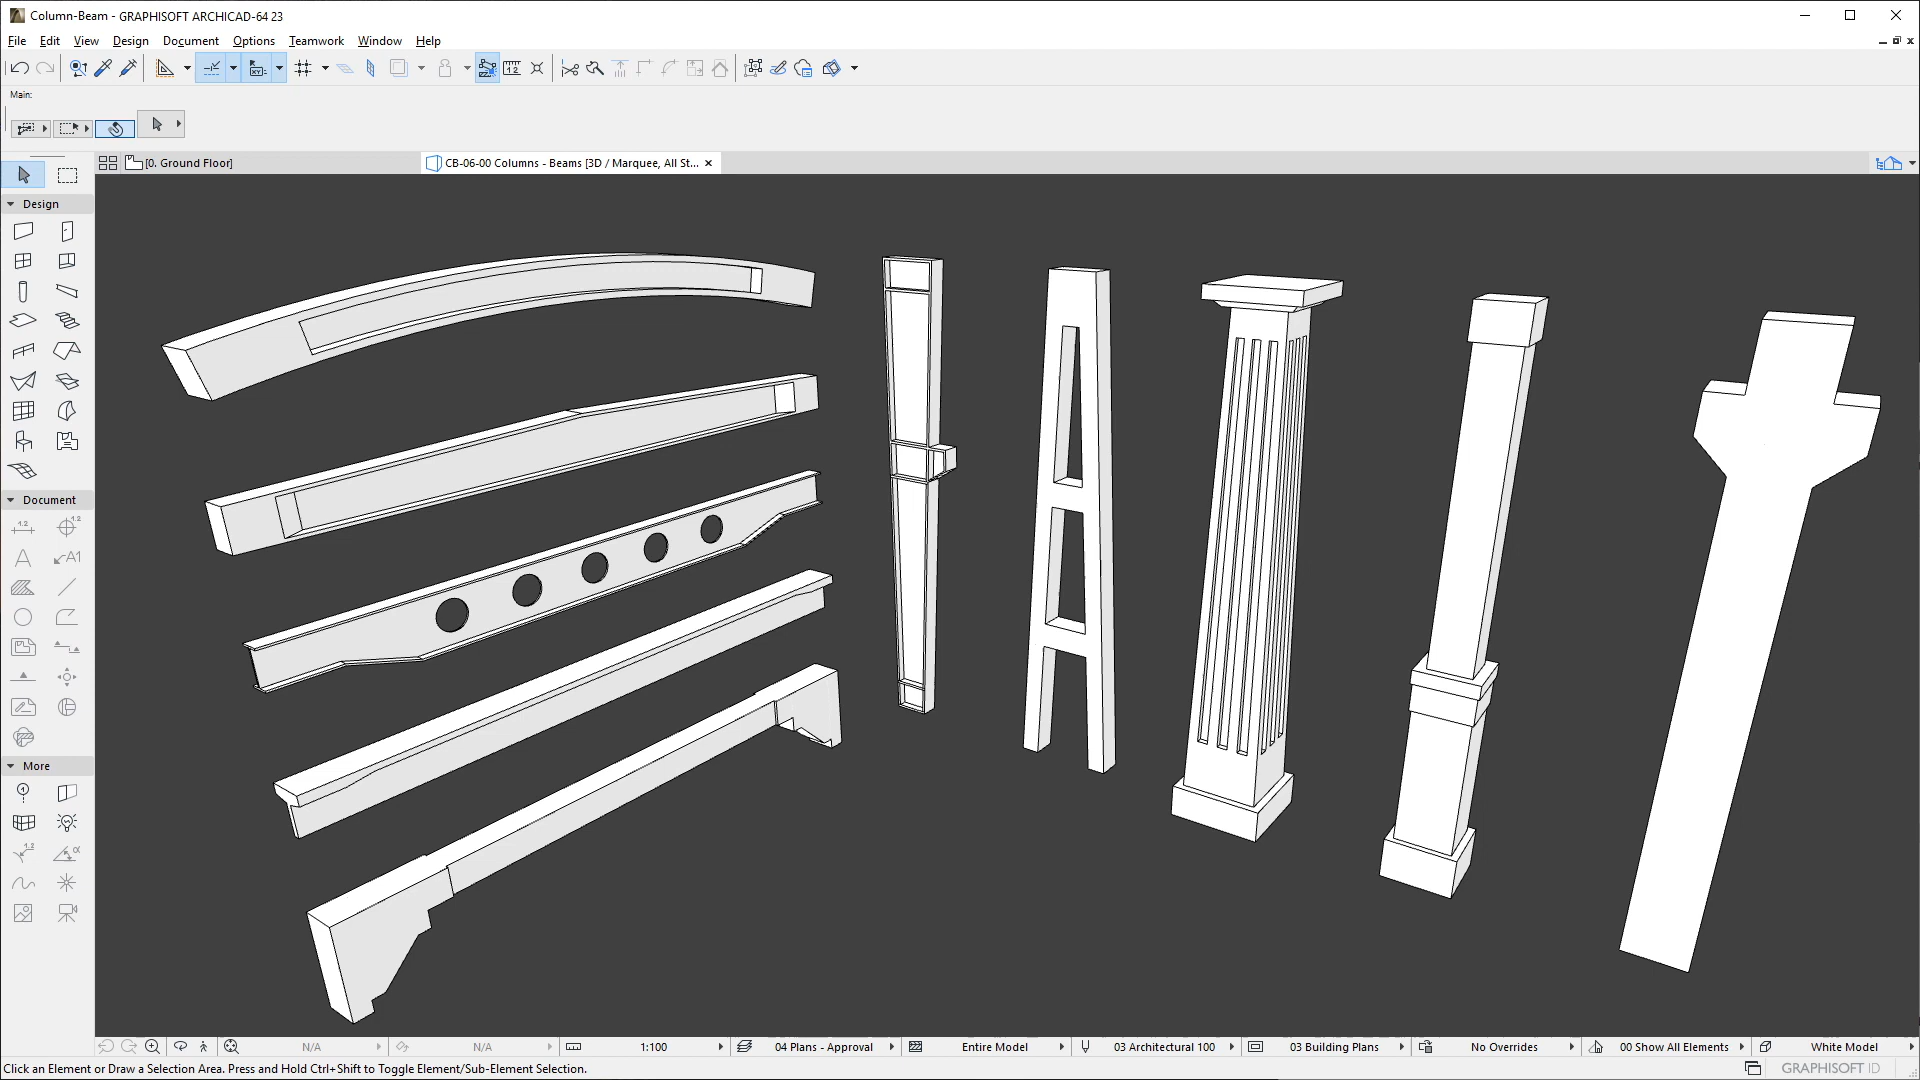 Column-Beam - GRAPHISOFT ARCHICAD-64 23
File Edit View Design Document Options Teamwork Window Help
Main:
[0. Ground Floor] CB-06-00 Columns - Beams [3D / Marquee, All St...
Design
Document
More
N/A N/A 1:100 04 Plans - Approval Entire Model 03 Architectural 100 03 Building Plans No Overrides 00 Show All Elements White Model
Click an Element or Draw a Selection Area. Press and Hold Ctrl+Shift to Toggle Element/Sub-Element Selection. GRAPHISOFT ID